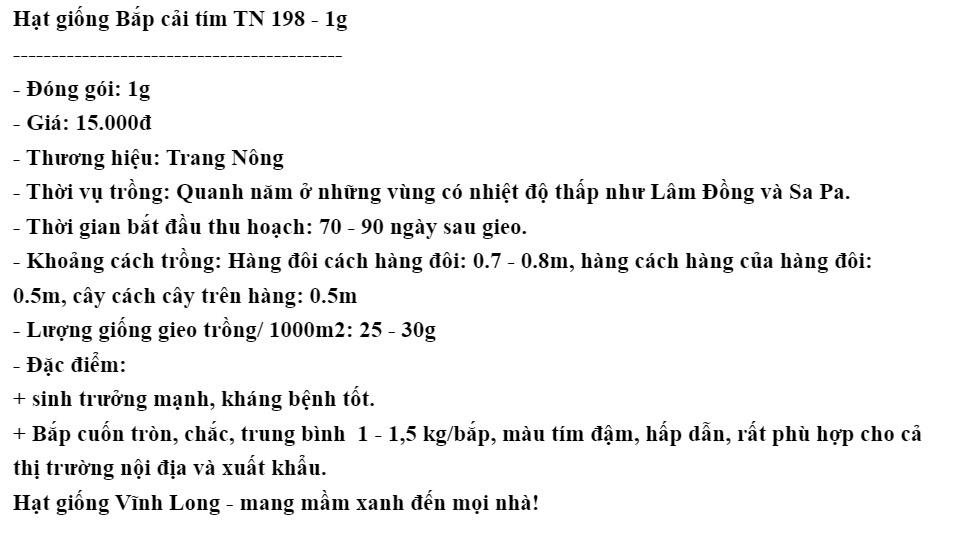 Hạt giống Bắp cải tím TN 198 - 1g
-------------------------------------------
- Đóng gói: 1g
- Giá: 15.000đ
- Thương hiệu: Trang Nông
- Thời vụ trồng: Quanh năm ở những vùng có nhiệt độ thấp như Lâm Đồng và Sa Pa.
- Thời gian bắt đầu thu hoạch: 70 - 90 ngày sau gieo.
- Khoảng cách trồng: Hàng đôi cách hàng đôi: 0.7 - 0.8m, hàng cách hàng của hàng đôi:
0.5m, cây cách cây trên hàng: 0.5m
- Lượng giống gieo trồng/ 1000m2: 25 - 30g
- Đặc điểm:
+ sinh trưởng mạnh, kháng bệnh tốt.
+ Bắp cuốn tròn, chắc, trung bình  1 - 1,5 kg/bắp, màu tím đậm, hấp dẫn, rất phù hợp cho cả
thị trường nội địa và xuất khẩu.
Hạt giống Vĩnh Long - mang mầm xanh đến mọi nhà!